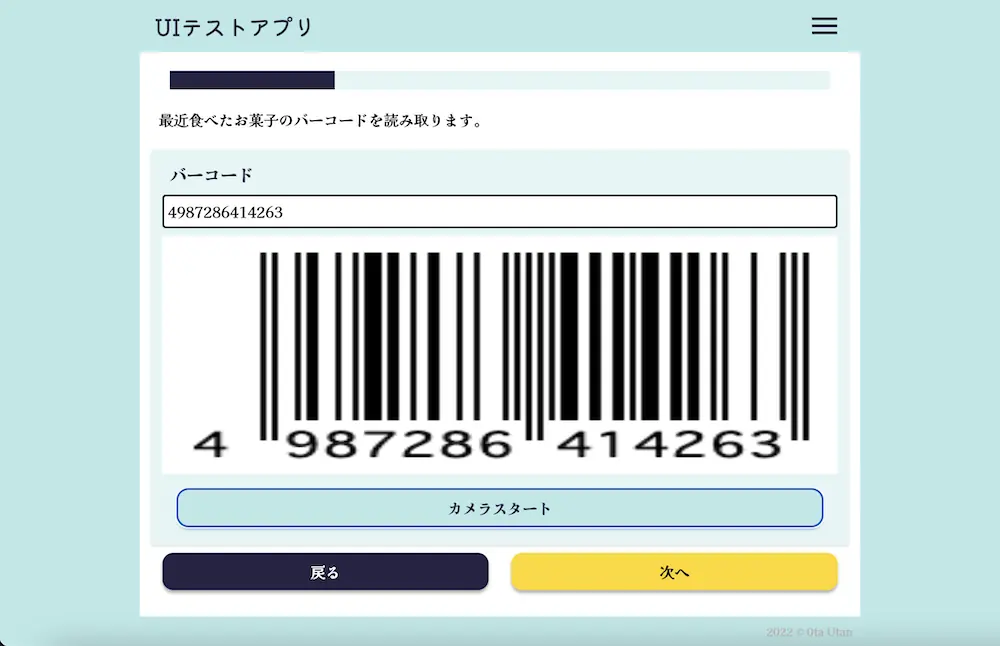 UIテストアプリ
最近食べたお菓子のバーコードを読み取ります。
バーコード
4987286414263
4 987286 414263
カメラスタート
戻る 次へ
2022 © Ota Utan